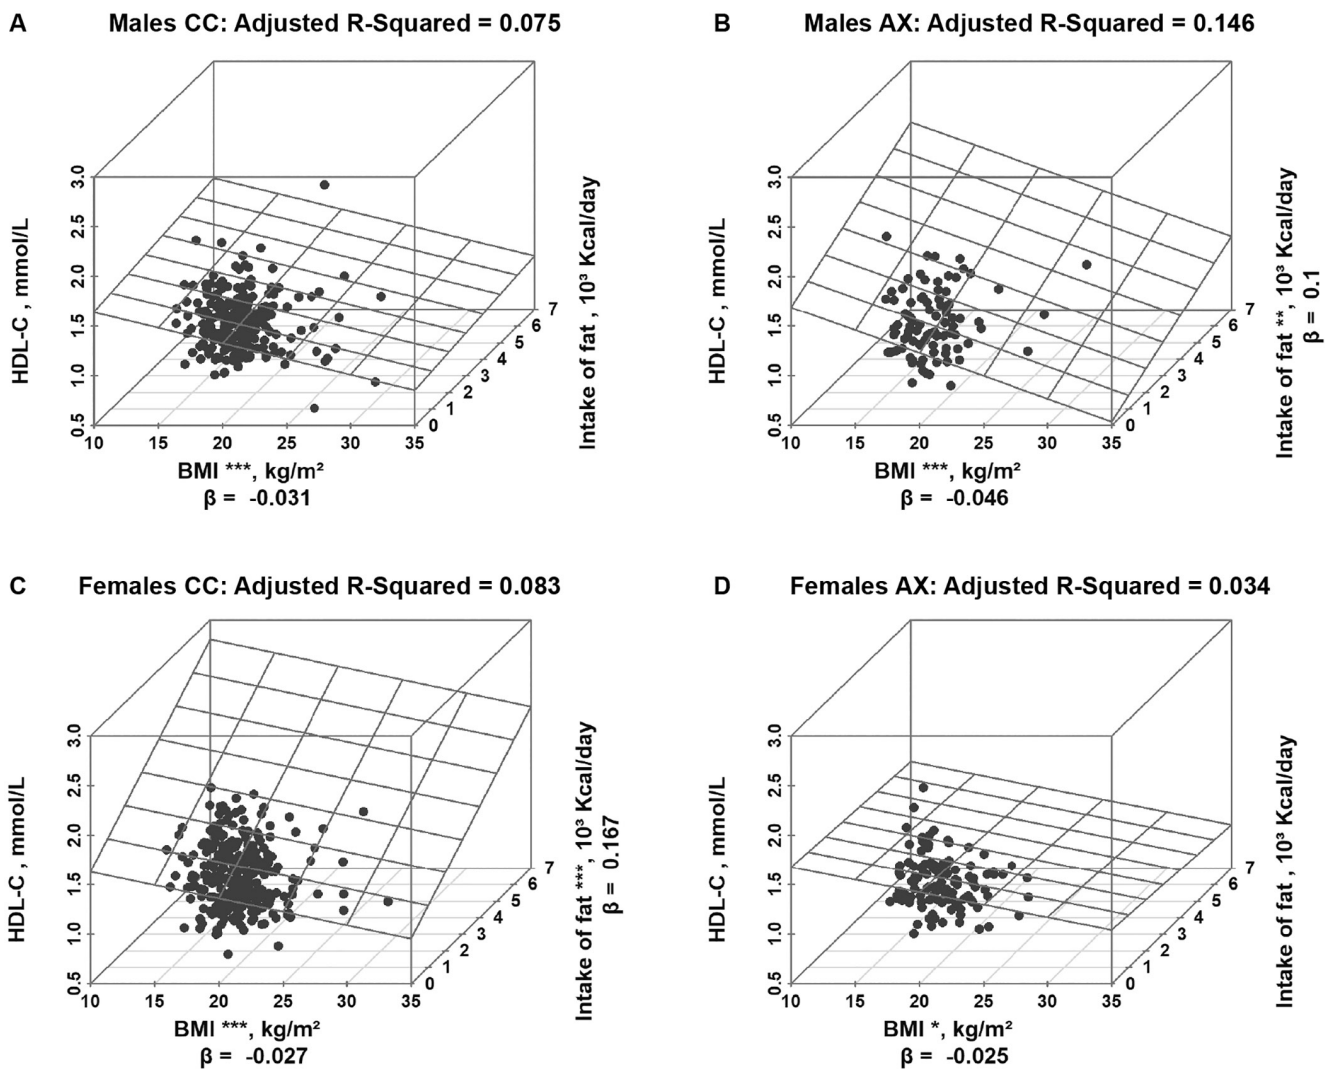 A Males CC: Adjusted R-Squared = 0.075
HDL-C , mmol/L
3.0
2.5
2.0
1.5
1.0
0.5
10 15 20 25 30 35
0 1 2 3 4 5 6 7
Intake of fat , 10³ Kcal/day
BMI ***, kg/m²
β = -0.031
B Males AX: Adjusted R-Squared = 0.146
HDL-C , mmol/L
3.0
2.5
2.0
1.5
1.0
0.5
10 15 20 25 30 35
0 1 2 3 4 5 6 7
Intake of fat **, 10³ Kcal/day
β = 0.1
BMI ***, kg/m²
β = -0.046
C Females CC: Adjusted R-Squared = 0.083
HDL-C , mmol/L
3.0
2.5
2.0
1.5
1.0
0.5
10 15 20 25 30 35
0 1 2 3 4 5 6 7
Intake of fat ***, 10³ Kcal/day
β = 0.167
BMI ***, kg/m²
β = -0.027
D Females AX: Adjusted R-Squared = 0.034
HDL-C , mmol/L
3.0
2.5
2.0
1.5
1.0
0.5
10 15 20 25 30 35
0 1 2 3 4 5 6 7
Intake of fat , 10³ Kcal/day
BMI *, kg/m²
β = -0.025